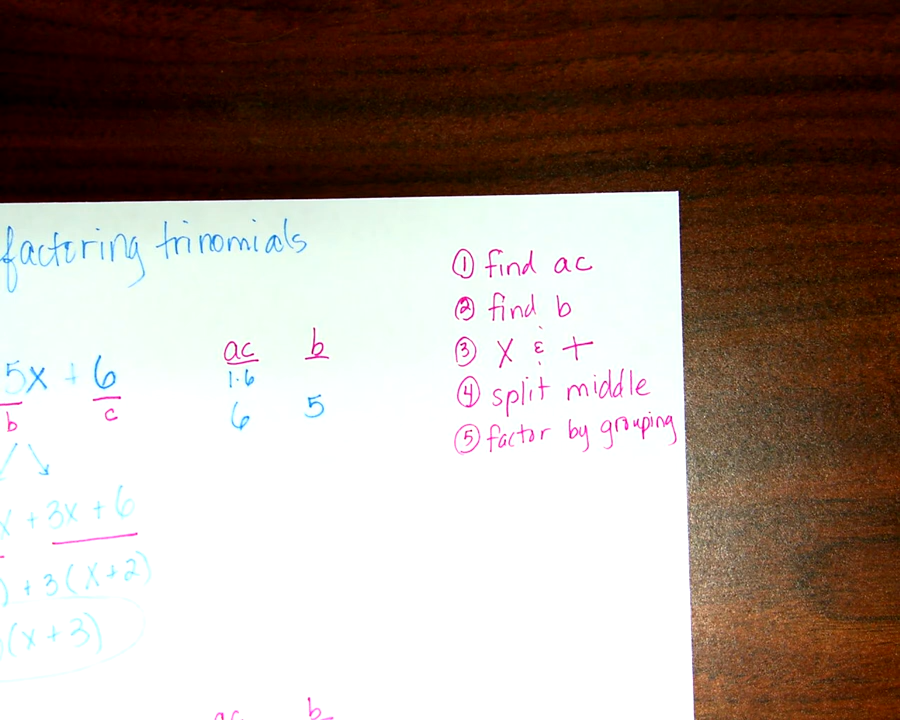 factoring trinomials
① find ac
② find b
③ X & +
④ split middle
⑤ factor by grouping
ac b
5x + 6
1·6
b c
6 5
x + 3x + 6
) + 3(x+2)
)(x+3)
ac b